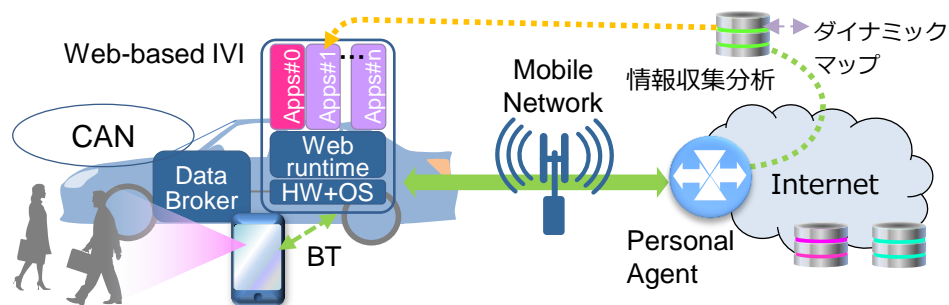 Web-based IVI
Apps#0
Apps#1
...
Apps#n
CAN
Web
runtime
Data
Broker
HW+OS
BT
Mobile
Network
情報収集分析
ダイナミック
マップ
Internet
Personal
Agent